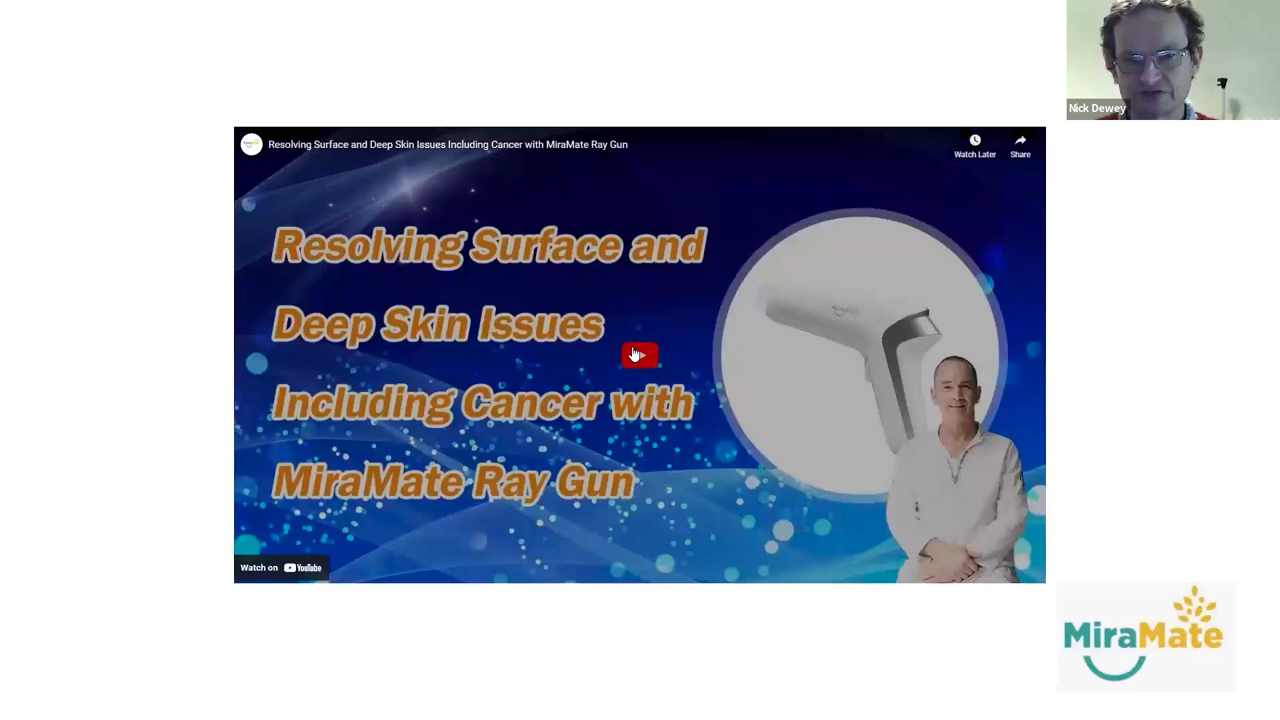 Nick Dewey
Resolving Surface and Deep Skin Issues Including Cancer with MiraMate Ray Gun
Watch Later
Share
Resolving Surface and
Deep Skin Issues
Including Cancer with
MiraMate Ray Gun
Watch on YouTube
MiraMate